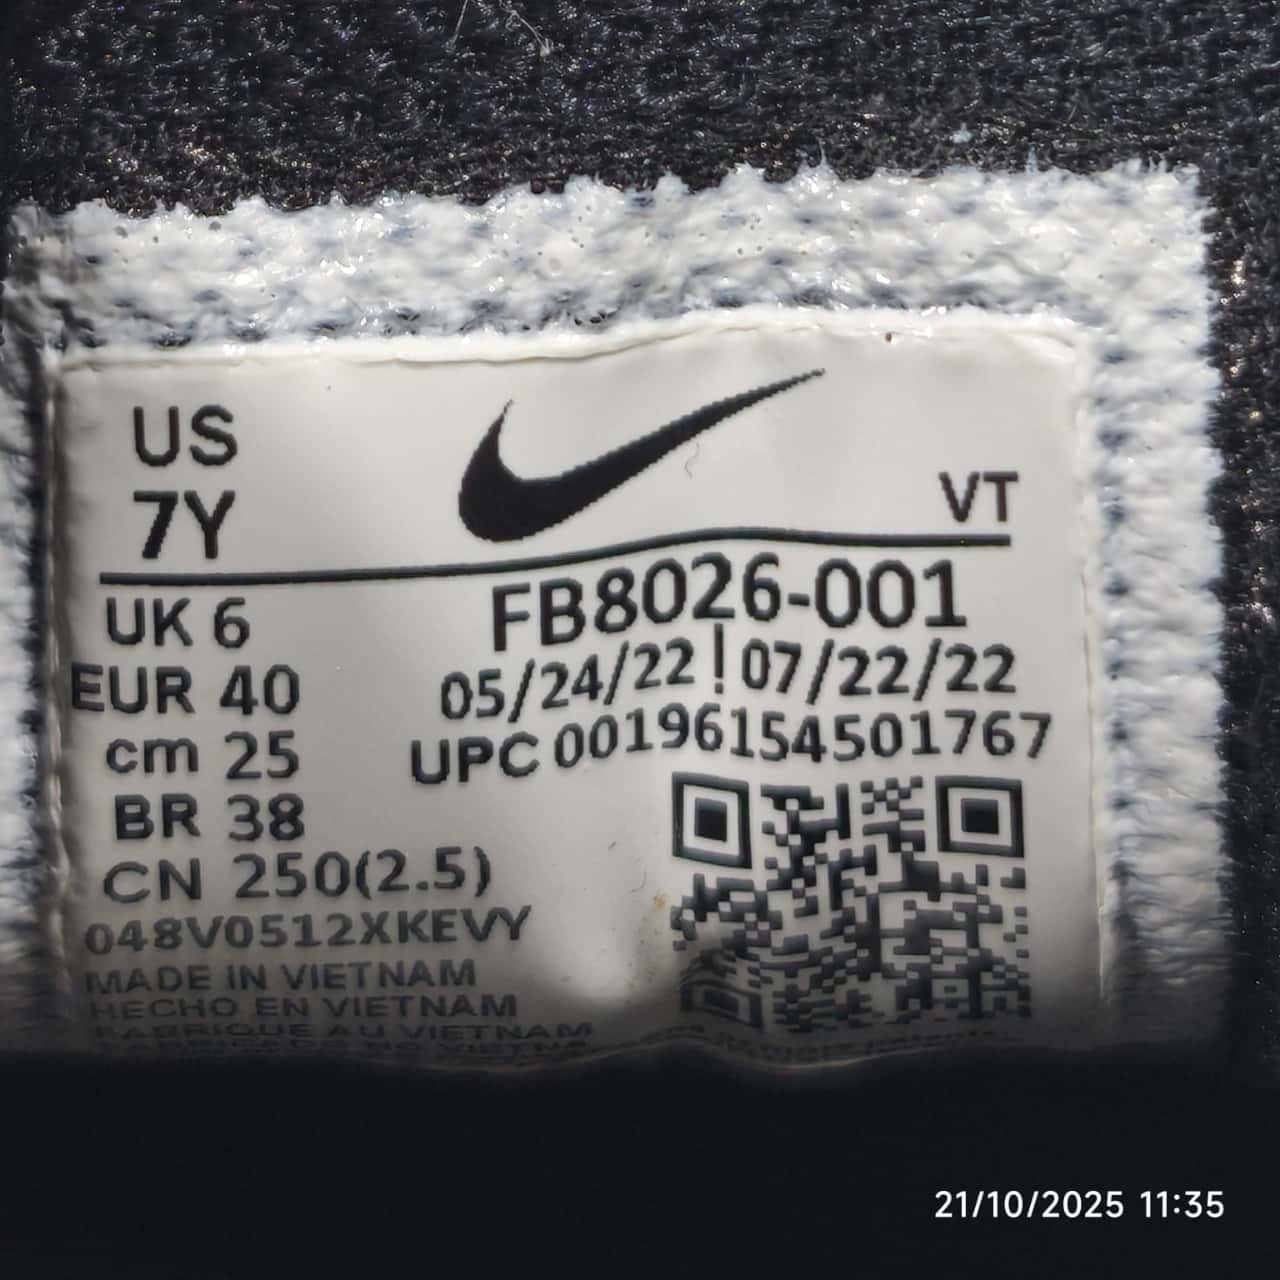 US
7Y
VT
UK 6
EUR 40
cm 25
BR 38
CN 250(2.5)
FB8026-001
05/24/22 | 07/22/22
UPC 00196154501767
048V0512XKEVY
MADE IN VIETNAM
HECHO EN VIETNAM
FABRIQUE AU VIETNAM
21/10/2025 11:35